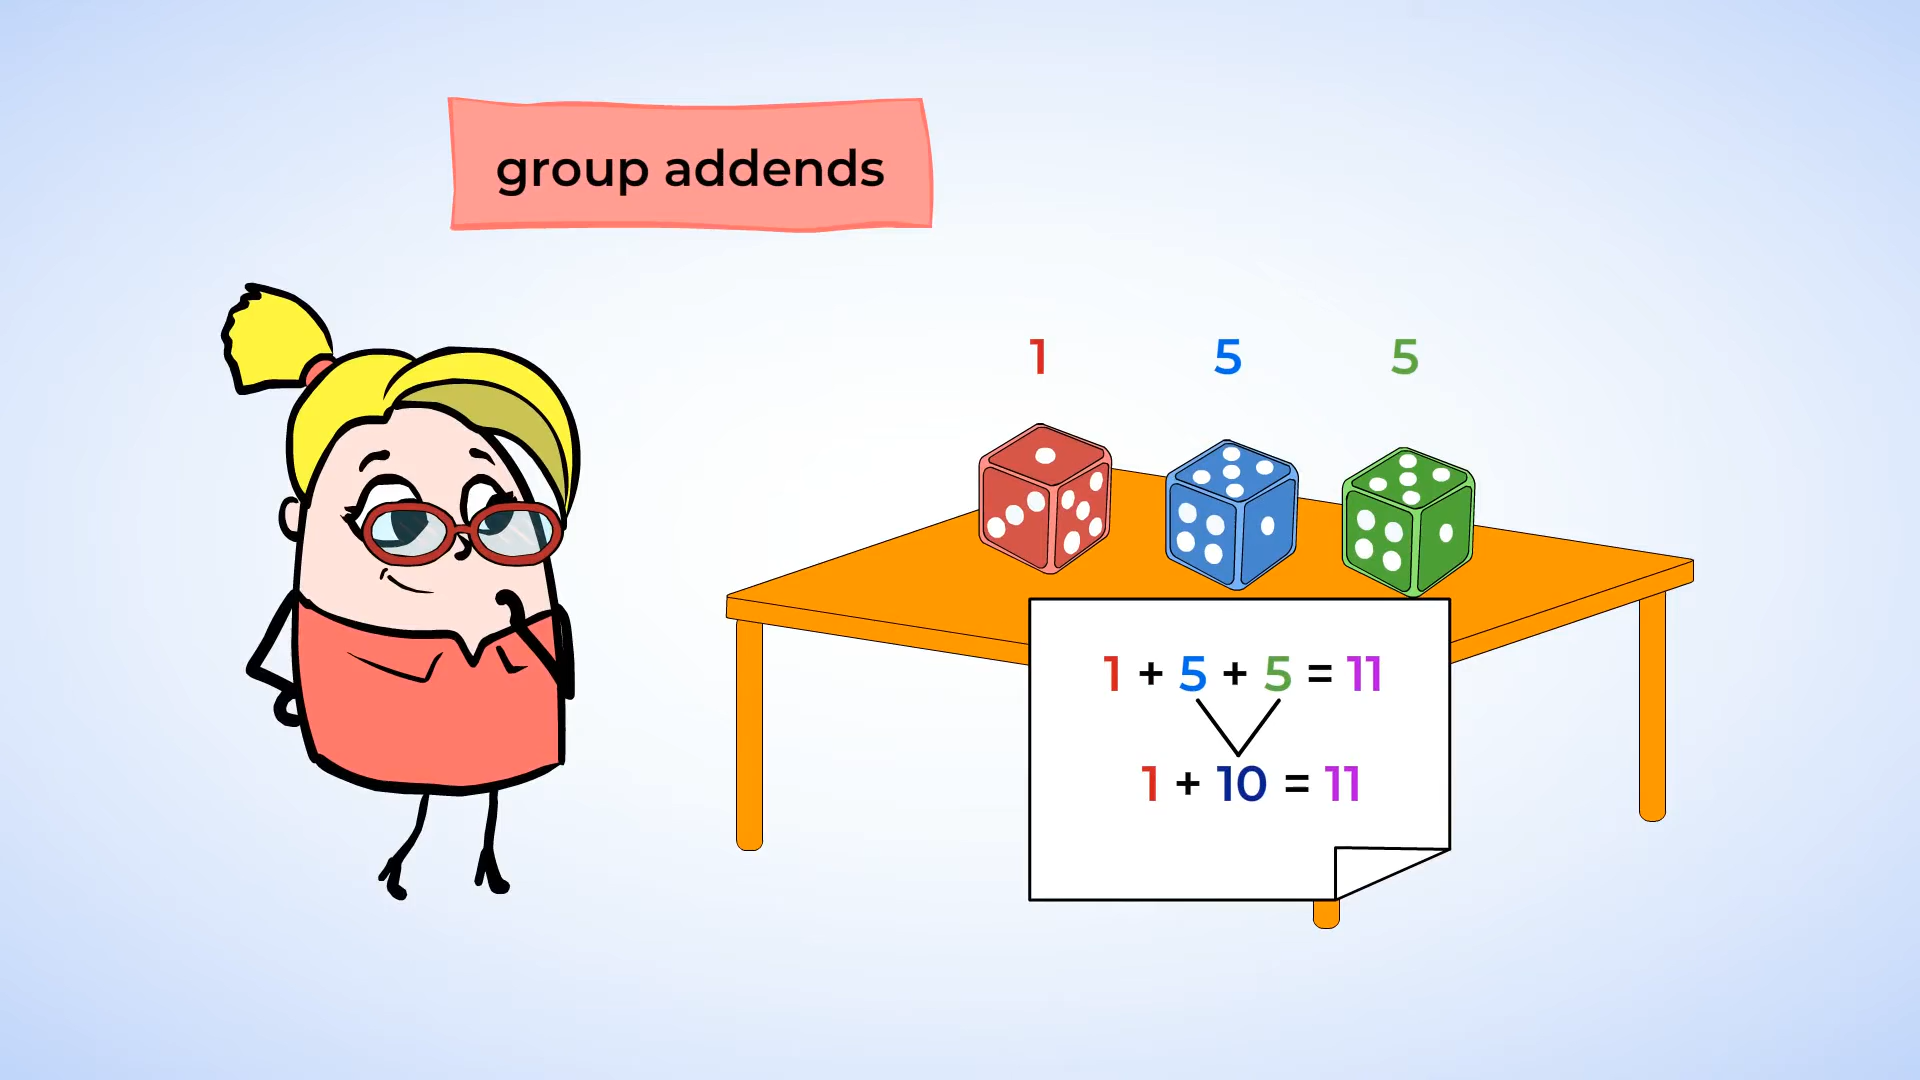 group addends
1 5 5
1 + 5 + 5 = 11
1 + 10 = 11